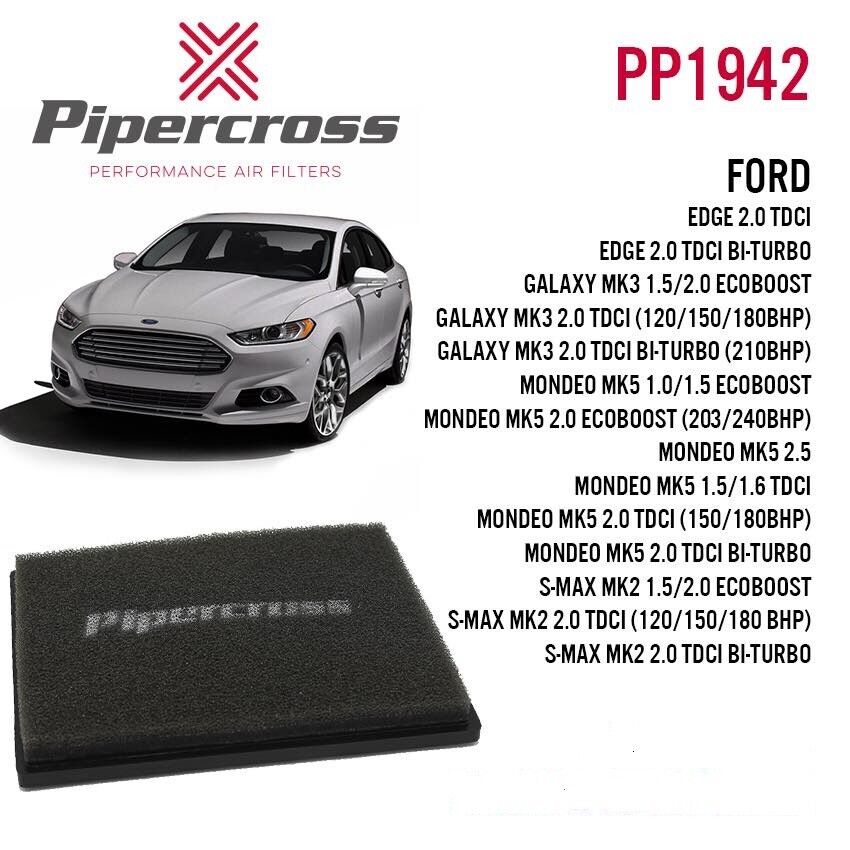 Pipercross
PERFORMANCE AIR FILTERS
PP1942
FORD
EDGE 2.0 TDCI
EDGE 2.0 TDCI BI-TURBO
GALAXY MK3 1.5/2.0 ECOBOOST
GALAXY MK3 2.0 TDCI (120/150/180BHP)
GALAXY MK3 2.0 TDCI BI-TURBO (210BHP)
MONDEO MK5 1.0/1.5 ECOBOOST
MONDEO MK5 2.0 ECOBOOST (203/240BHP)
MONDEO MK5 2.5
MONDEO MK5 1.5/1.6 TDCI
MONDEO MK5 2.0 TDCI (150/180BHP)
MONDEO MK5 2.0 TDCI BI-TURBO
S-MAX MK2 1.5/2.0 ECOBOOST
S-MAX MK2 2.0 TDCI (120/150/180 BHP)
S-MAX MK2 2.0 TDCI BI-TURBO
Pipercross